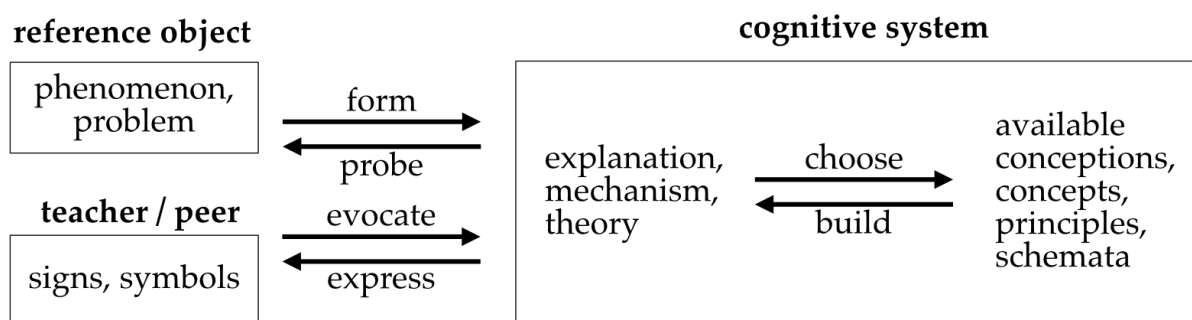 reference object
phenomenon,
problem
form
probe
teacher / peer
signs, symbols
evocate
express
cognitive system
explanation,
mechanism,
theory
choose
build
available
conceptions,
concepts,
principles,
schemata